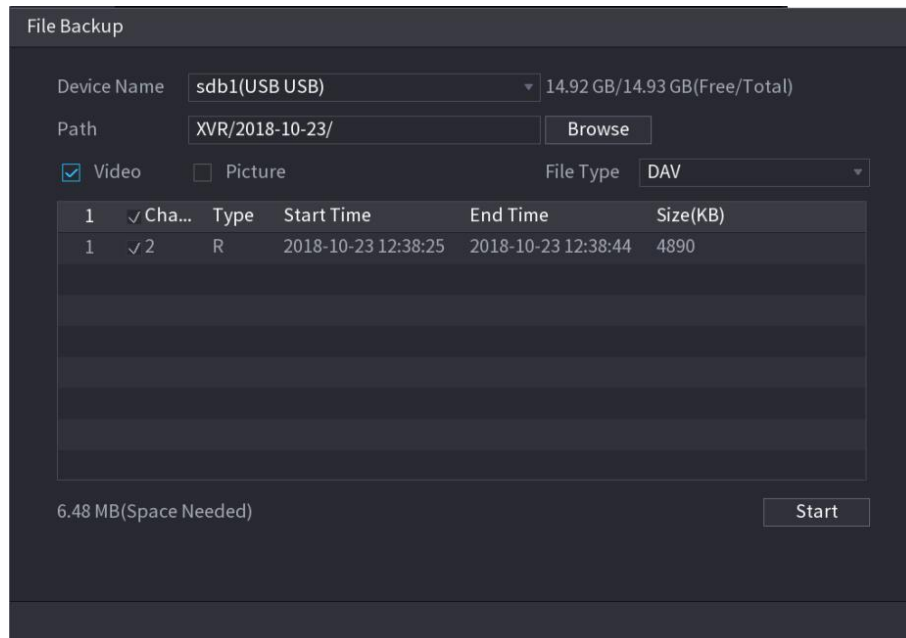 File Backup
Device Name sdb1(USB USB) 14.92 GB/14.93 GB(Free/Total)
Path XVR/2018-10-23/ Browse
Video Picture File Type DAV
1 Cha... Type Start Time End Time Size(KB)
1 2 R 2018-10-23 12:38:25 2018-10-23 12:38:44 4890
6.48 MB(Space Needed) Start